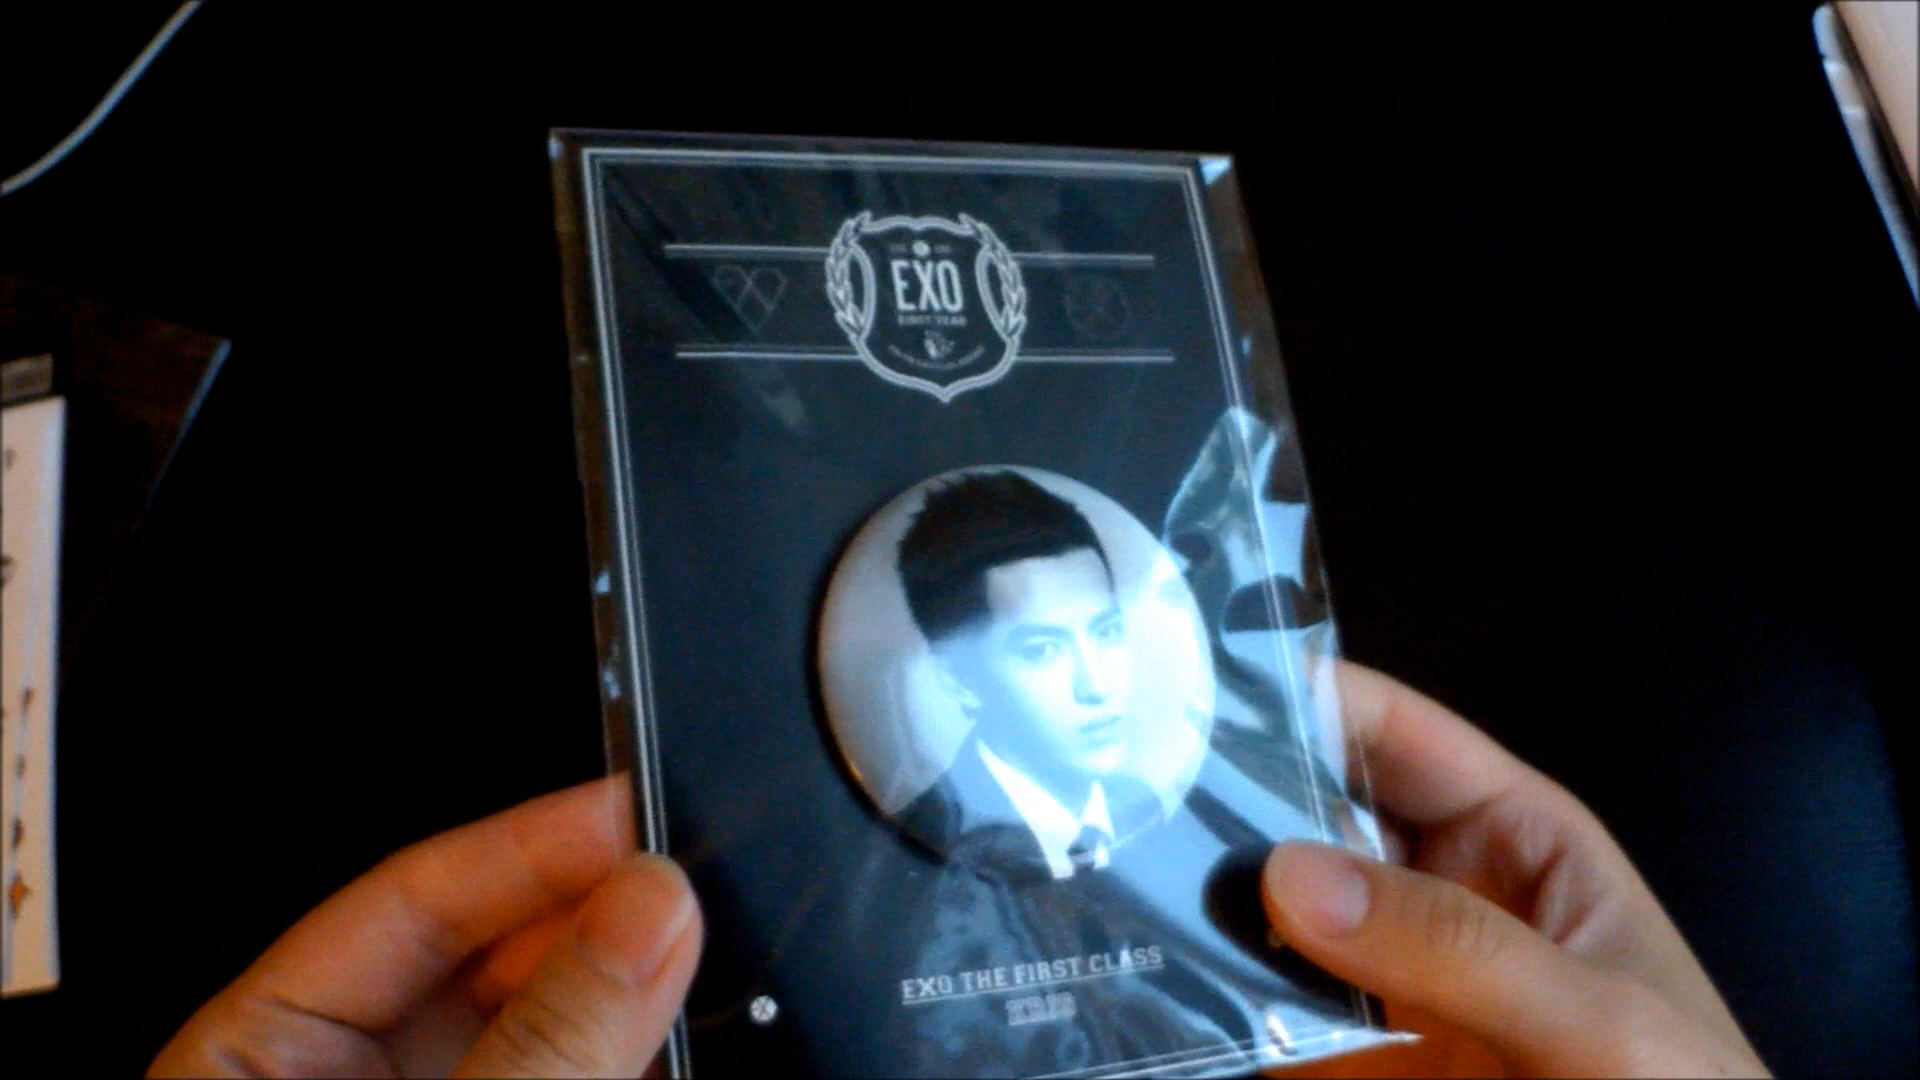 EXO
FIRST YEAR
EXO THE FIRST CLASS
KRIS